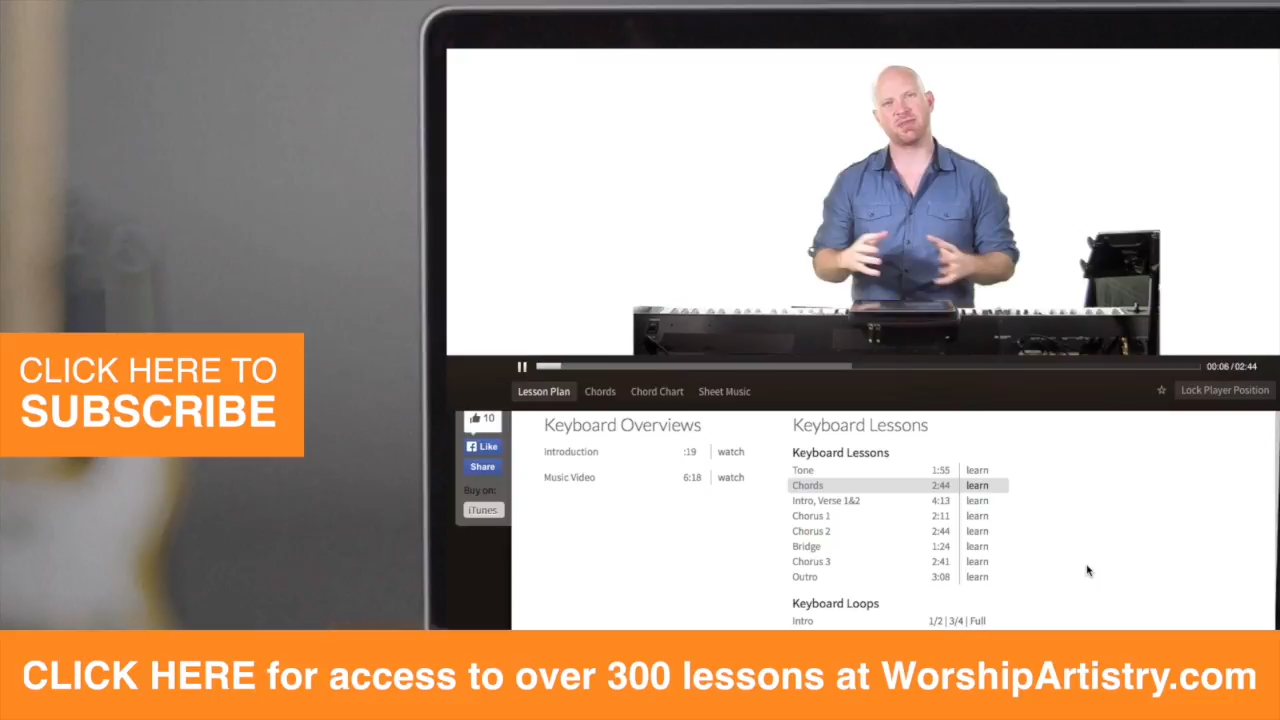 CLICK HERE TO
SUBSCRIBE
00:06 / 02:44
Lesson Plan Chords Chord Chart Sheet Music
Lock Player Position
10
Like
Share
Buy on:
iTunes
Keyboard Overviews
Introduction :19 watch
Music Video 6:18 watch
Keyboard Lessons
Keyboard Lessons
Tone 1:55 learn
Chords 2:44 learn
Intro, Verse 1&2 4:13 learn
Chorus 1 2:11 learn
Chorus 2 2:44 learn
Bridge 1:24 learn
Chorus 3 2:41 learn
Outro 3:08 learn
Keyboard Loops
Intro 1/2 | 3/4 | Full
CLICK HERE for access to over 300 lessons at WorshipArtistry.com